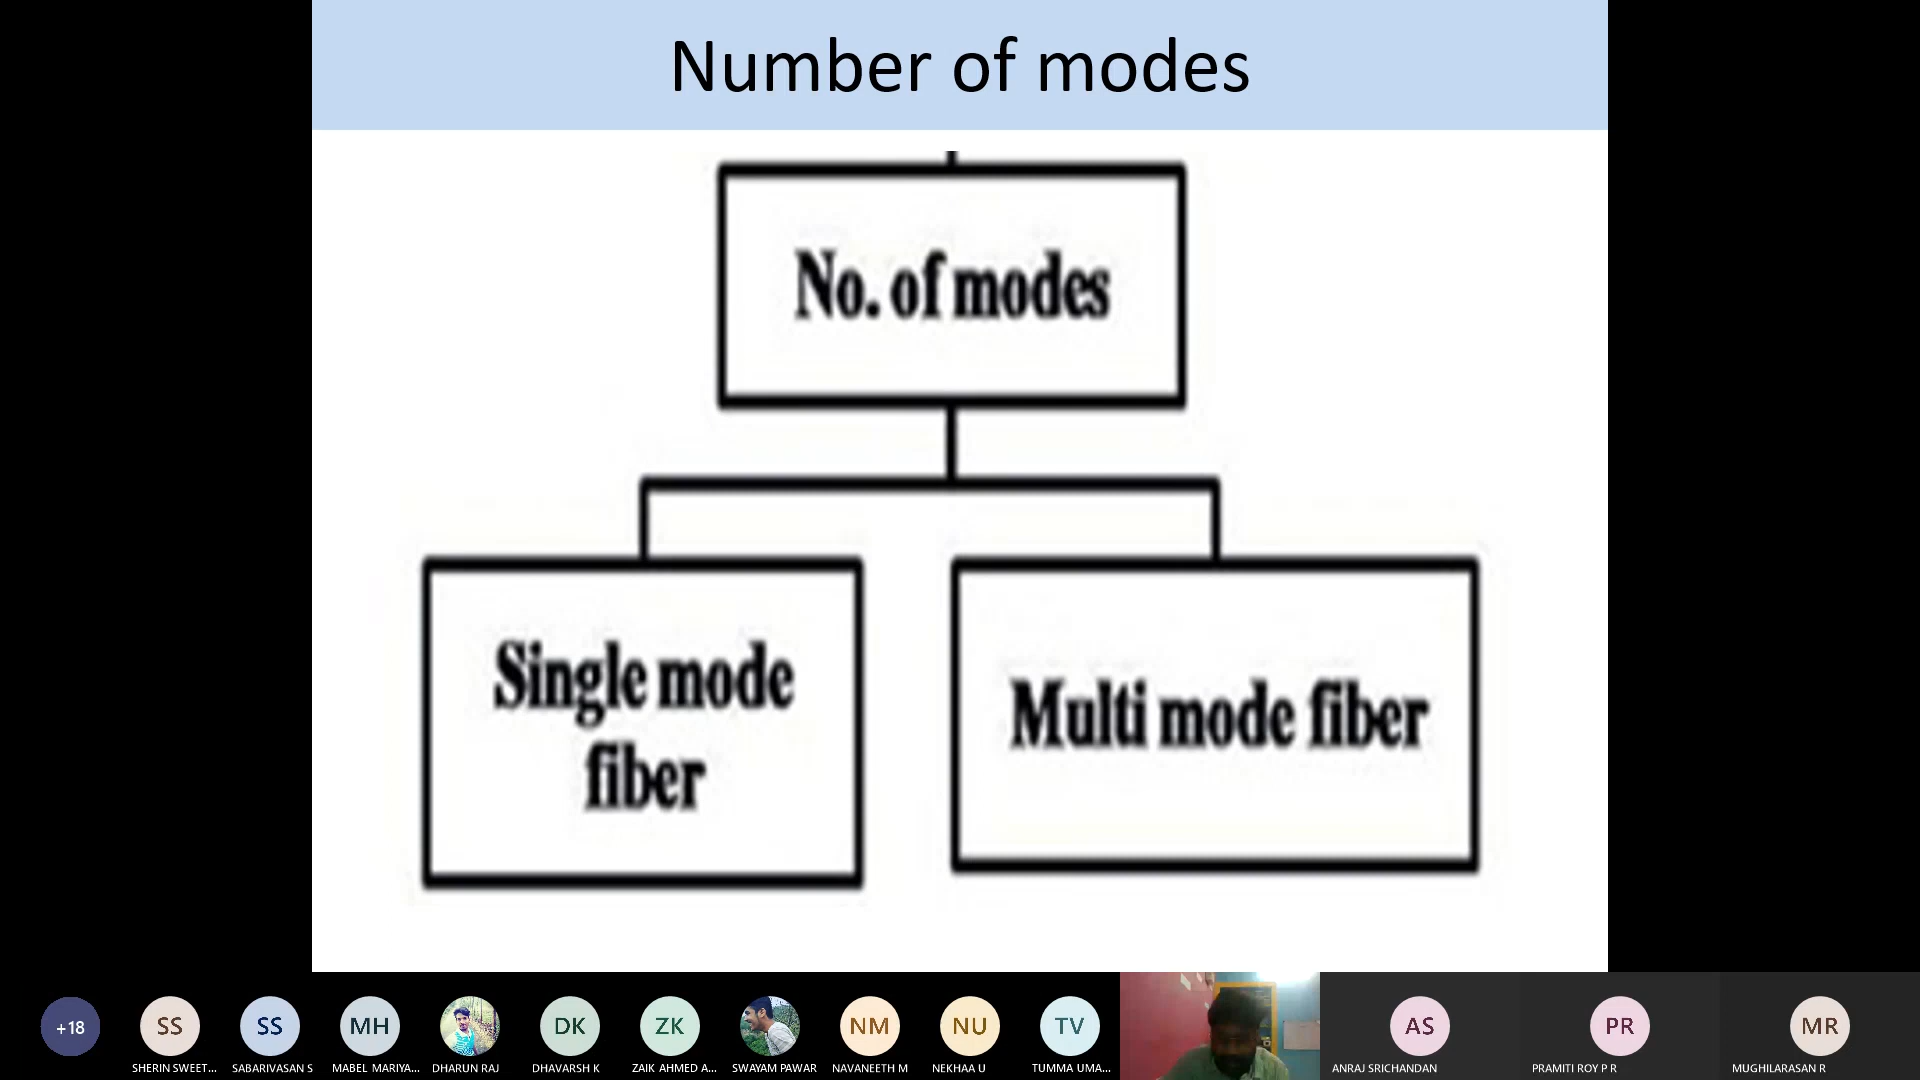 Number of modes
No. of modes
Single mode
fiber
Multi mode fiber
+18
SS
SS
MH
DK
ZK
NM
NU
TV
AS
PR
MR
SHERIN SWEET...
SABARIVASAN S
MABEL MARIYA...
DHARUN RAJ
DHAVARSH K
ZAIK AHMED A...
SWAYAM PAWAR
NAVANEETH M
NEKHAA U
TUMMA UMA...
ANRAJ SRICHANDAN
PRAMITI ROY P R
MUGHILARASAN R